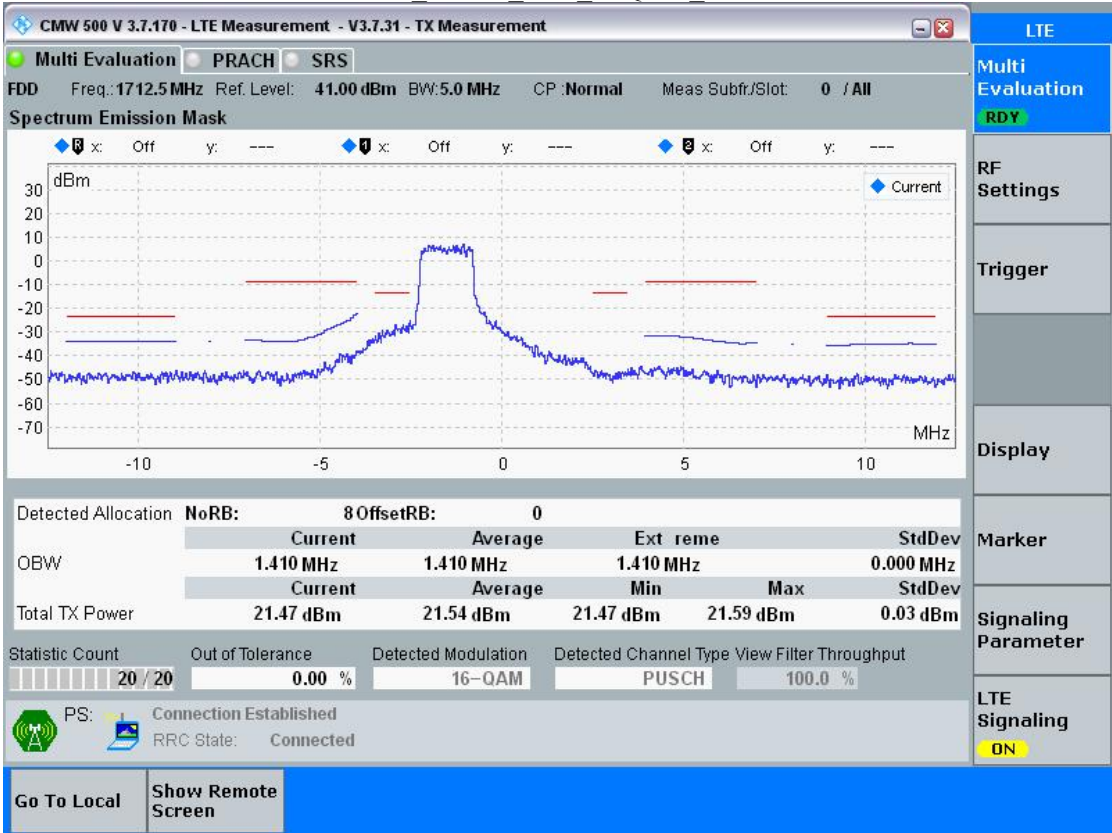 CMW 500 V 3.7.170 - LTE Measurement - V3.7.31 - TX Measurement
LTE
Multi Evaluation PRACH SRS
Multi
Evaluation
RDY
FDD Freq.: 1712.5 MHz Ref. Level: 41.00 dBm BW: 5.0 MHz CP : Normal Meas Subfr./Slot: 0 / All
Spectrum Emission Mask
R x: Off y: --- 1 x: Off y: --- 2 x: Off y: ---
dBm
Current
30
20
10
0
-10
-20
-30
-40
-50
-60
-70
MHz
-10 -5 0 5 10
RF
Settings
Trigger
Display
Marker
Signaling
Parameter
LTE
Signaling
ON
Detected Allocation NoRB: 8 OffsetRB: 0
Current Average Ext reme StdDev
OBW 1.410 MHz 1.410 MHz 1.410 MHz 0.000 MHz
Current Average Min Max StdDev
Total TX Power 21.47 dBm 21.54 dBm 21.47 dBm 21.59 dBm 0.03 dBm
Statistic Count Out of Tolerance Detected Modulation Detected Channel Type View Filter Throughput
20 / 20 0.00 % 16-QAM PUSCH 100.0 %
PS: Connection Established
RRC State: Connected
Go To Local
Show Remote
Screen